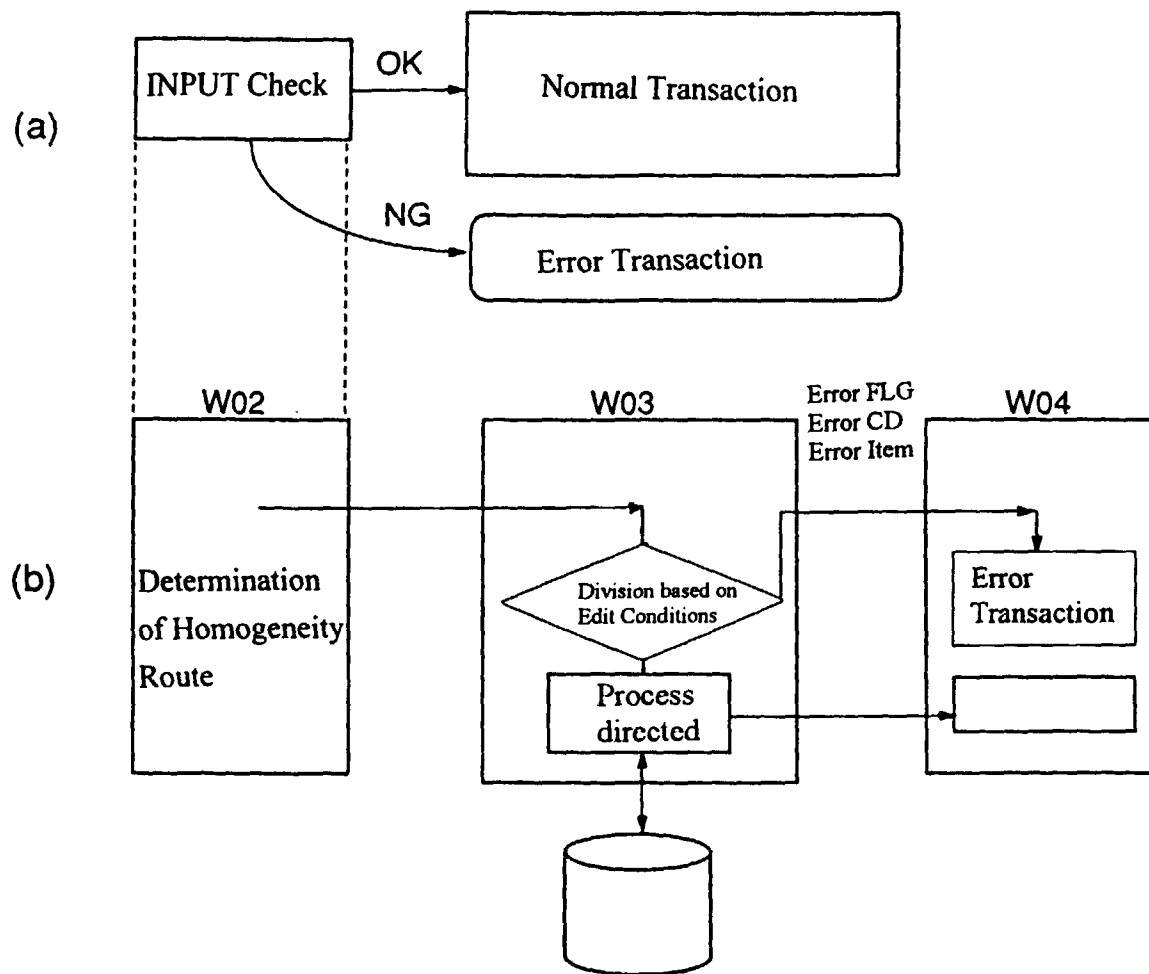 (a)
INPUT Check
OK
Normal Transaction
NG
Error Transaction
(b)
W02
Determination
of Homogeneity
Route
W03
Division based on
Edit Conditions
Process
directed
Error FLG
Error CD
Error Item
W04
Error
Transaction